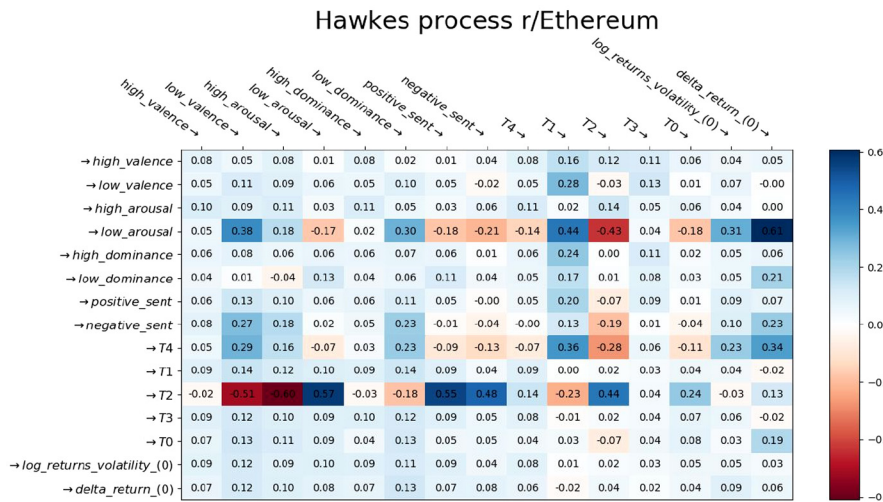 Hawkes process r/Ethereum
high_valence→ low_valence→ high_arousal→ low_arousal→ high_dominance→ low_dominance→ positive_sent→ negative_sent→ T4→ T1→ T2→ T3→ T0→ log_returns_volatility_(0)→ delta_return_(0)→
→high_valence 0.08 0.05 0.08 0.01 0.08 0.02 0.01 0.04 0.08 0.16 0.12 0.11 0.06 0.04 0.05
→low_valence 0.05 0.11 0.09 0.06 0.05 0.10 0.05 -0.02 0.05 0.28 -0.03 0.13 0.01 0.07 -0.00
→high_arousal 0.10 0.09 0.11 0.03 0.11 0.05 0.03 0.06 0.11 0.02 0.14 0.05 0.06 0.04 0.00
→low_arousal 0.05 0.38 0.18 -0.17 0.02 0.30 -0.18 -0.21 -0.14 0.44 -0.43 0.04 -0.18 0.31 0.61
→high_dominance 0.06 0.08 0.06 0.06 0.06 0.07 0.06 0.04 0.06 0.24 0.00 0.11 0.02 0.05 0.06
→low_dominance 0.04 0.01 -0.04 0.13 0.04 0.06 0.11 0.04 0.05 0.17 0.01 0.08 0.03 0.05 0.21
→positive_sent 0.06 0.13 0.10 0.06 0.06 0.11 0.05 -0.00 0.05 0.20 -0.07 0.09 0.01 0.09 0.07
→negative_sent 0.08 0.27 0.18 0.02 0.05 0.23 -0.01 -0.04 -0.00 0.13 -0.19 0.01 -0.04 0.10 0.23
→T4 0.05 0.29 0.16 -0.07 0.03 0.23 -0.09 -0.13 -0.07 0.36 -0.28 0.06 -0.11 0.23 0.34
→T1 0.09 0.14 0.12 0.10 0.09 0.14 0.09 0.04 0.09 0.00 0.02 0.03 0.04 0.04 -0.02
→T2 -0.02 -0.51 -0.60 0.57 -0.03 -0.18 0.55 0.48 0.14 -0.23 0.44 0.04 0.24 -0.03 0.13
→T3 0.09 0.12 0.10 0.09 0.10 0.12 0.09 0.05 0.08 -0.01 0.02 0.04 0.07 0.06 -0.02
→T0 0.07 0.13 0.11 0.09 0.04 0.13 0.05 0.05 0.04 0.03 -0.07 0.04 0.08 0.03 0.19
→log_returns_volatility_(0) 0.09 0.12 0.09 0.10 0.09 0.11 0.09 0.04 0.08 0.01 0.02 0.03 0.05 0.05 0.03
→delta_return_(0) 0.07 0.12 0.10 0.08 0.07 0.13 0.07 0.08 0.06 -0.02 0.04 0.02 0.04 0.09 0.06
0.6
0.4
0.2
0.0